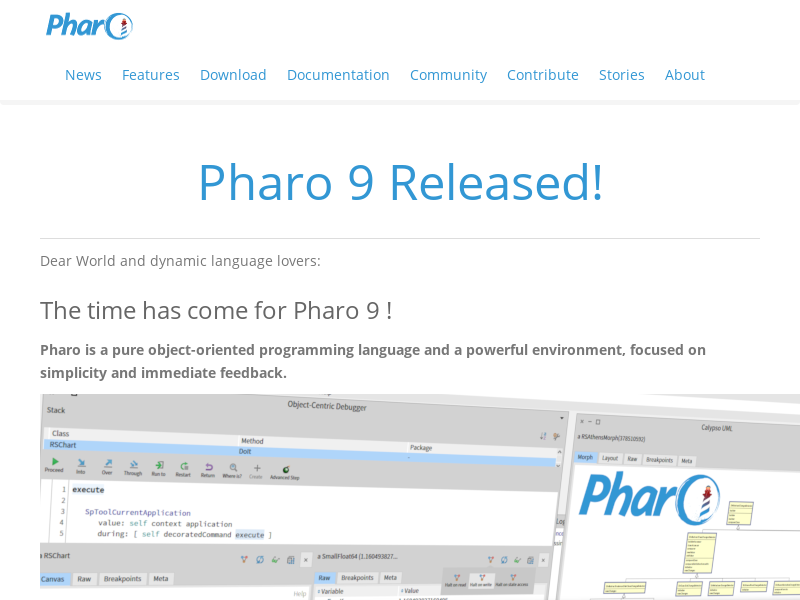 Pharo
News Features Download Documentation Community Contribute Stories About
Pharo 9 Released!
Dear World and dynamic language lovers:
The time has come for Pharo 9 !
Pharo is a pure object-oriented programming language and a powerful environment, focused on
simplicity and immediate feedback.
Object-Centric Debugger
Stack
Class Method Package
RSChart DoIt
Proceed Into Over Through Run to Restart Return Where is? Create Advanced Step
1 execute
2
3 SpToolCurrentApplication
4 value: self context application
5 during: [ self decoratedCommand execute ]
a RSChart
Canvas Raw Breakpoints Meta
Help
a SmallFloat64 (1.160493827...
Raw Breakpoints Meta
Halt on read Halt on write Halt on state access
Variable Value
Calypso UML
a RSAthensMorph(378510592)
Morph Layout Raw Breakpoints Meta
Pharo